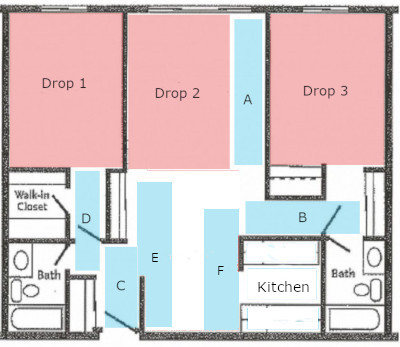 Drop 1
Drop 2
A
Drop 3
Walk-in
Closet
D
B
E
F
Bath
C
Kitchen
Bath